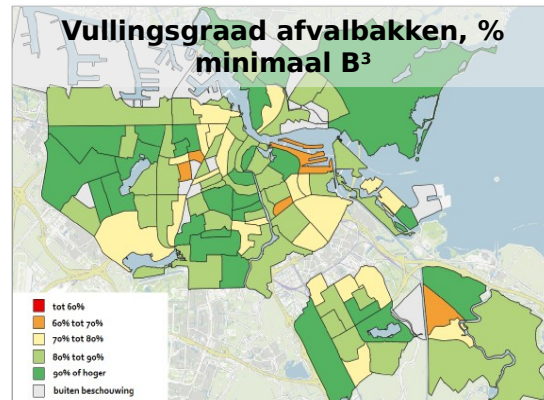 Vullingsgraad afvalbakken, %
minimaal B³
tot 60%
60% tot 70%
70% tot 80%
80% tot 90%
90% of hoger
buiten beschouwing